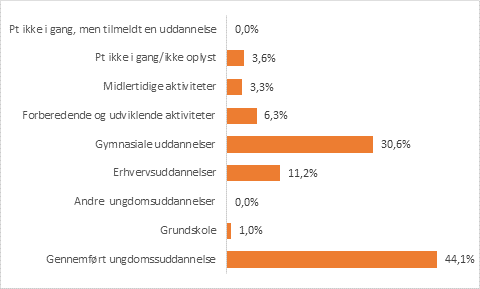 Pt ikke i gang, men tilmeldt en uddannelse 0,0%
Pt ikke i gang/ikke oplyst 3,6%
Midlertidige aktiviteter 3,3%
Forberedende og udviklende aktiviteter 6,3%
Gymnasiale uddannelser 30,6%
Erhvervsuddannelser 11,2%
Andre ungdomsuddannelser 0,0%
Grundskole 1,0%
Gennemført ungdomssuddannelse 44,1%